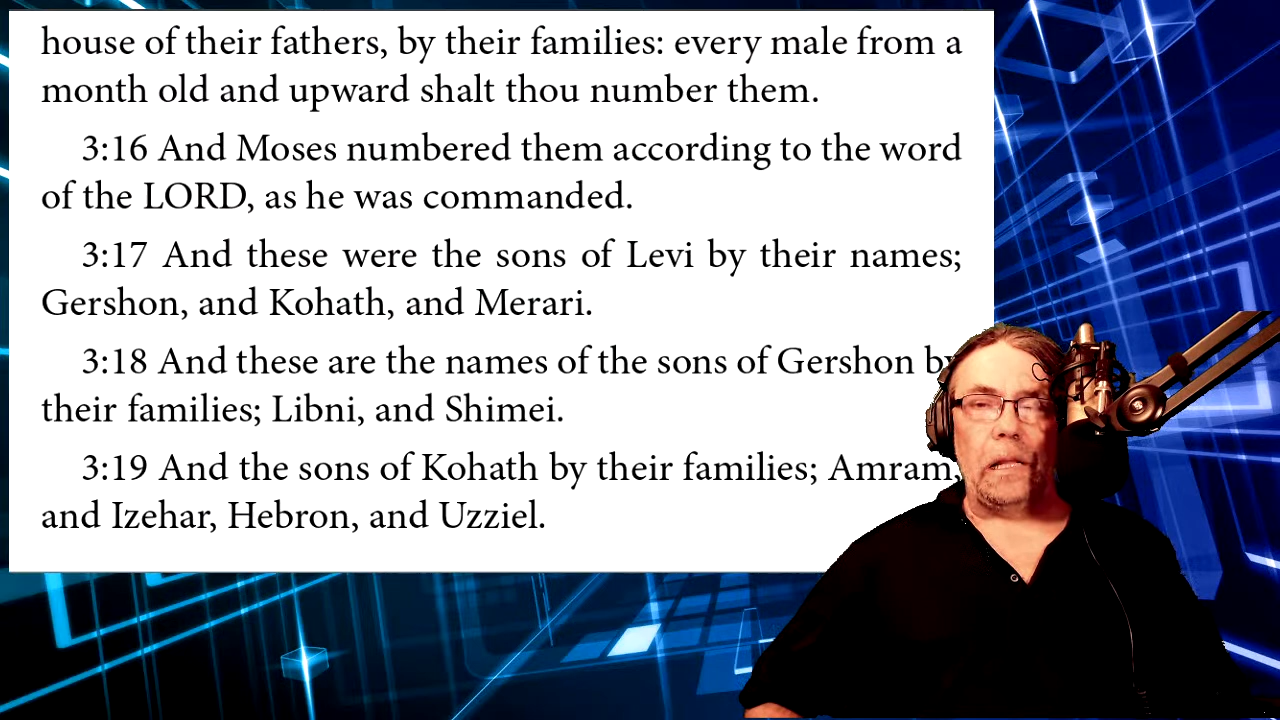 house of their fathers, by their families: every male from a
month old and upward shalt thou number them.
3:16 And Moses numbered them according to the word
of the LORD, as he was commanded.
3:17 And these were the sons of Levi by their names;
Gershon, and Kohath, and Merari.
3:18 And these are the names of the sons of Gershon by
their families; Libni, and Shimei.
3:19 And the sons of Kohath by their families; Amram,
and Izehar, Hebron, and Uzziel.